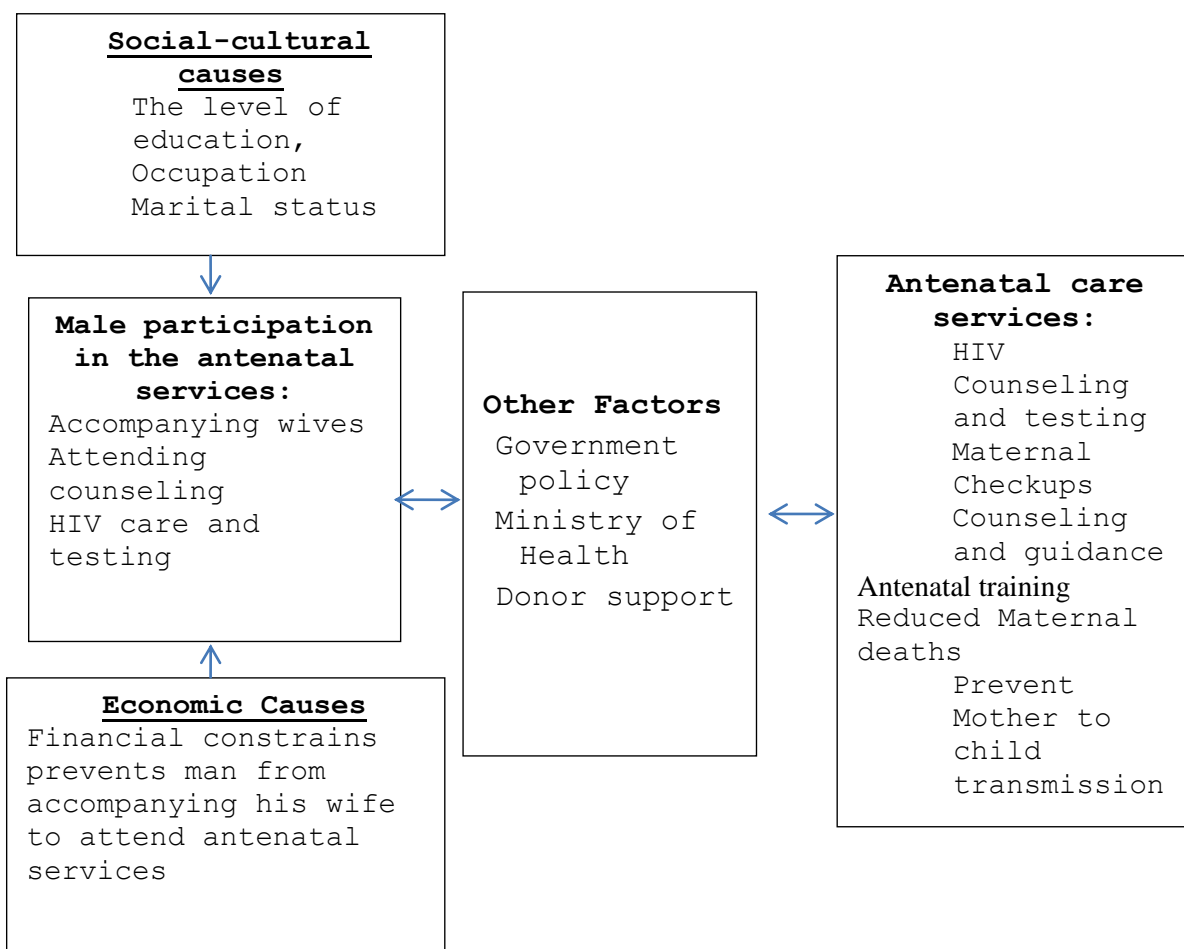 Social-cultural
causes
The level of
education,
Occupation
Marital status
Male participation
in the antenatal
services:
Accompanying wives
Attending
counseling
HIV care and
testing
Economic Causes
Financial constrains
prevents man from
accompanying his wife
to attend antenatal
services
Other Factors
Government
policy
Ministry of
Health
Donor support
Antenatal care
services:
HIV
Counseling
and testing
Maternal
Checkups
Counseling
and guidance
Antenatal training
Reduced Maternal
deaths
Prevent
Mother to
child
transmission